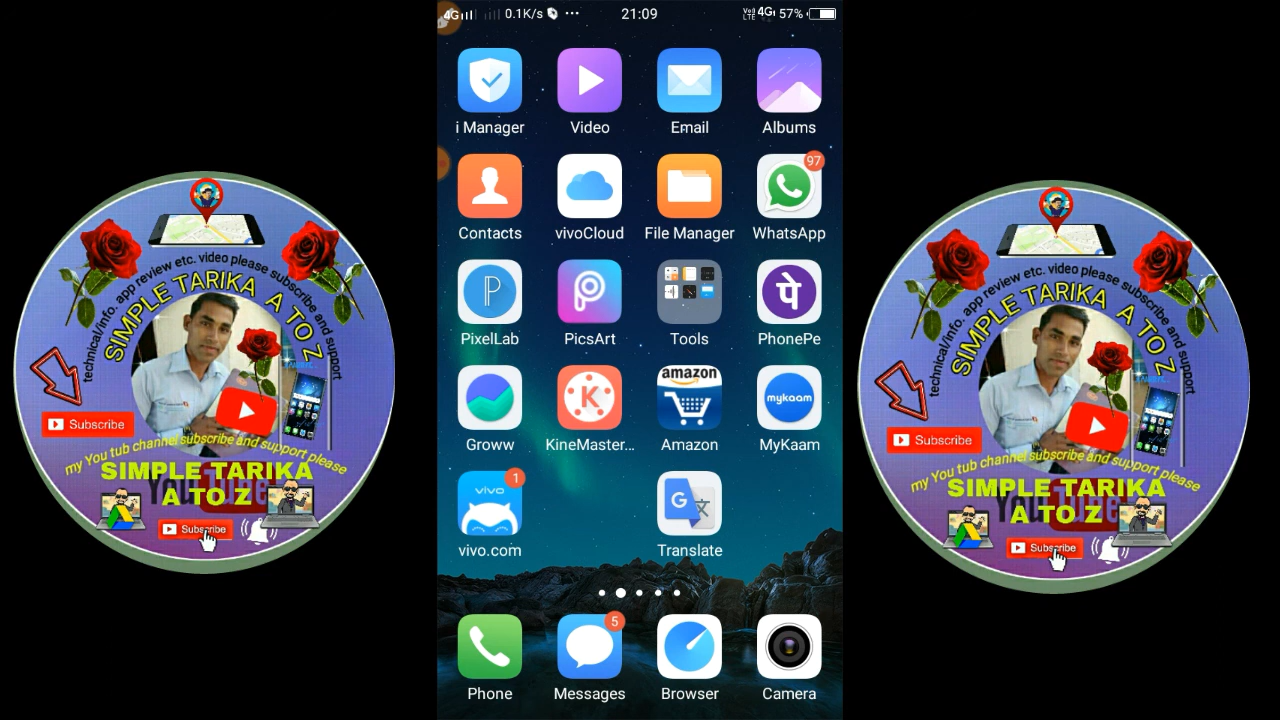 4G 0.1K/s ... 21:09 VoLTE 4G 57%
i Manager Video Email Albums
97
Contacts vivoCloud File Manager WhatsApp
P पे
PixelLab PicsArt Tools PhonePe
K amazon mykaam
Groww KineMaster... Amazon MyKaam
vivo 1 G
vivo.com Translate
5
Phone Messages Browser Camera
technical/info. app review etc. video please subscribe and support
SIMPLE TARIKA A TO Z
Subscribe
my You tub channel subscribe and support please
SIMPLE TARIKA
A TO Z
YouTube
Subscribe
technical/info. app review etc. video please subscribe and support
SIMPLE TARIKA A TO Z
Subscribe
my You tub channel subscribe and support please
SIMPLE TARIKA
A TO Z
YouTube
Subscribe